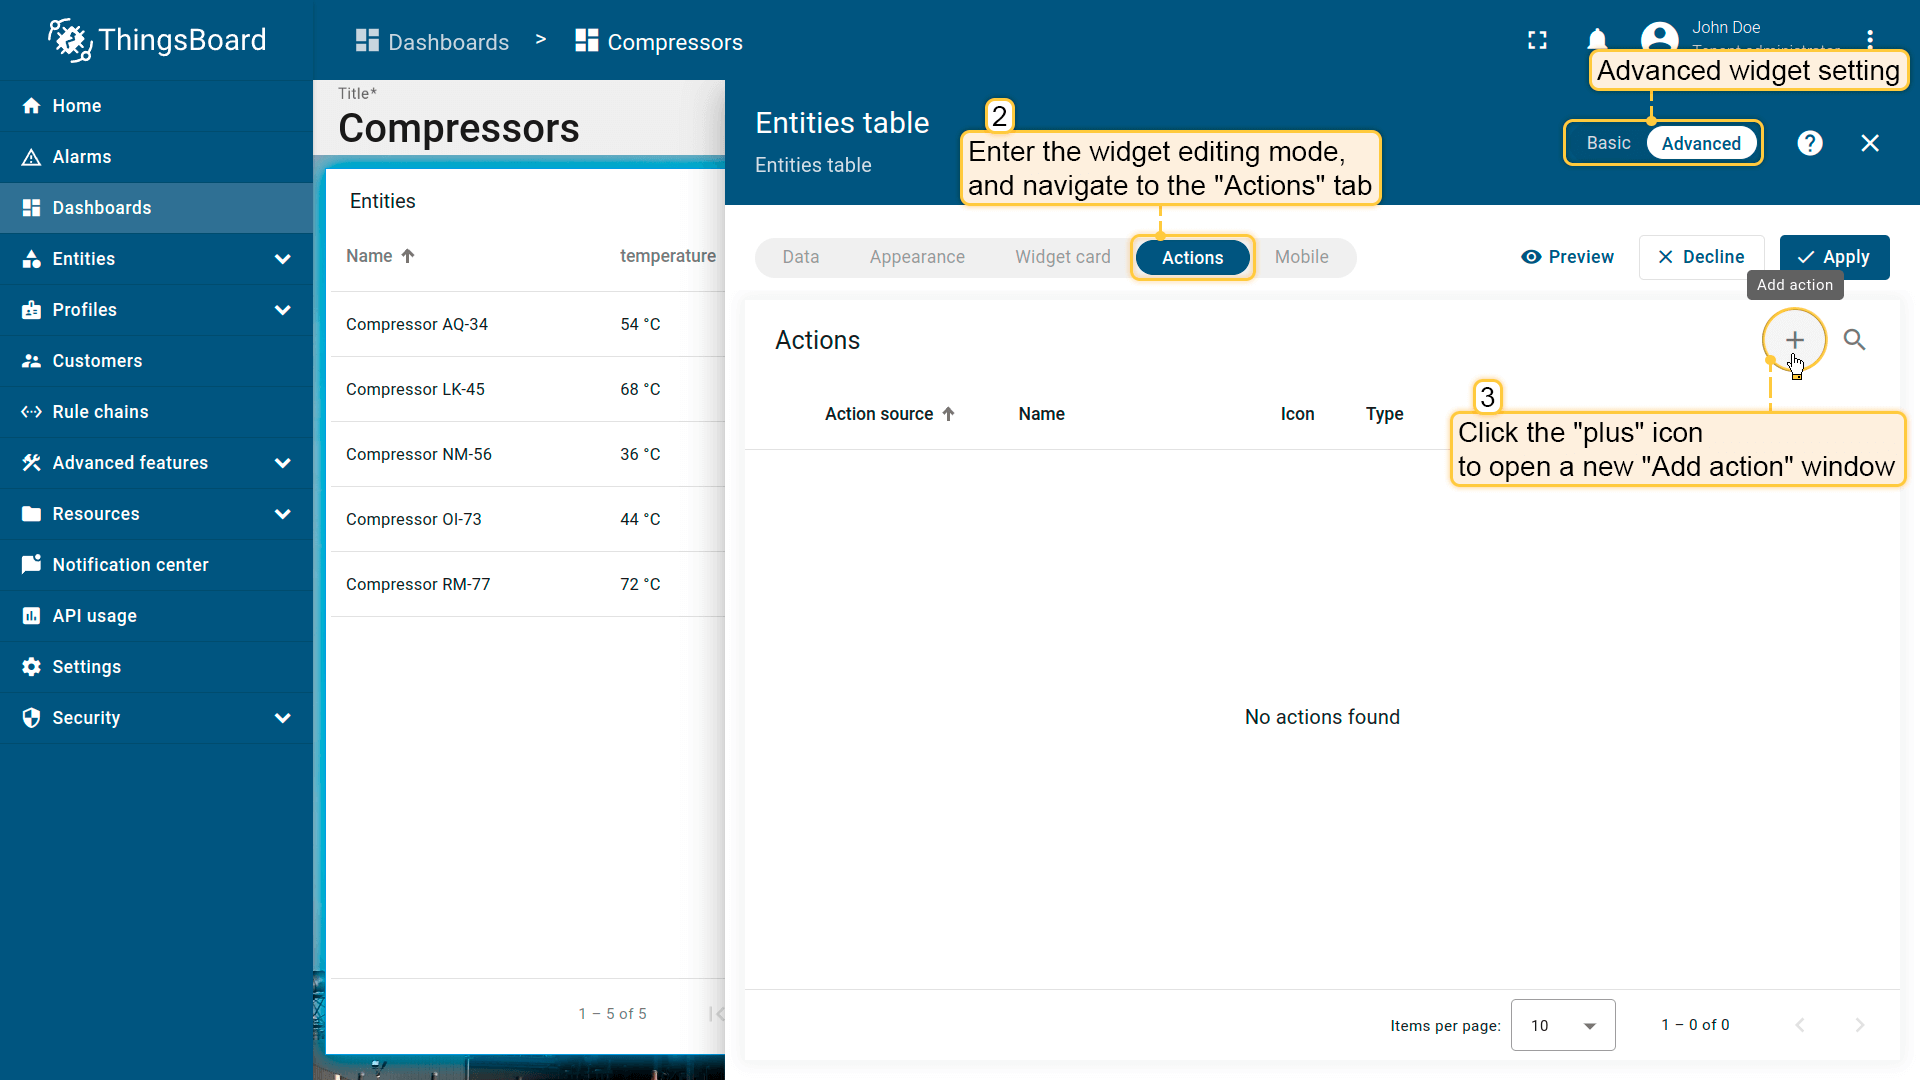 ThingsBoard
Dashboards > Compressors
John Doe
Tenant administrator
Advanced widget setting
Home
Alarms
Dashboards
Entities
Profiles
Customers
Rule chains
Advanced features
Resources
Notification center
API usage
Settings
Security
Title*
Compressors
Entities
Name temperature
Compressor AQ-34 54 °C
Compressor LK-45 68 °C
Compressor NM-56 36 °C
Compressor OI-73 44 °C
Compressor RM-77 72 °C
1 – 5 of 5
Entities table
Entities table
2
Enter the widget editing mode,
and navigate to the "Actions" tab
Basic Advanced
Data Appearance Widget card Actions Mobile
Preview Decline Apply
Add action
Actions
Action source Name Icon Type
3
Click the "plus" icon
to open a new "Add action" window
No actions found
Items per page: 10 1 – 0 of 0